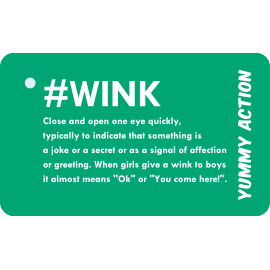 #WINK
Close and open one eye quickly,
typically to indicate that something is
a joke or a secret or as a signal of affection
or greeting. When girls give a wink to boys
it almost means "Ok" or "You come here!".
YUMMY ACTION